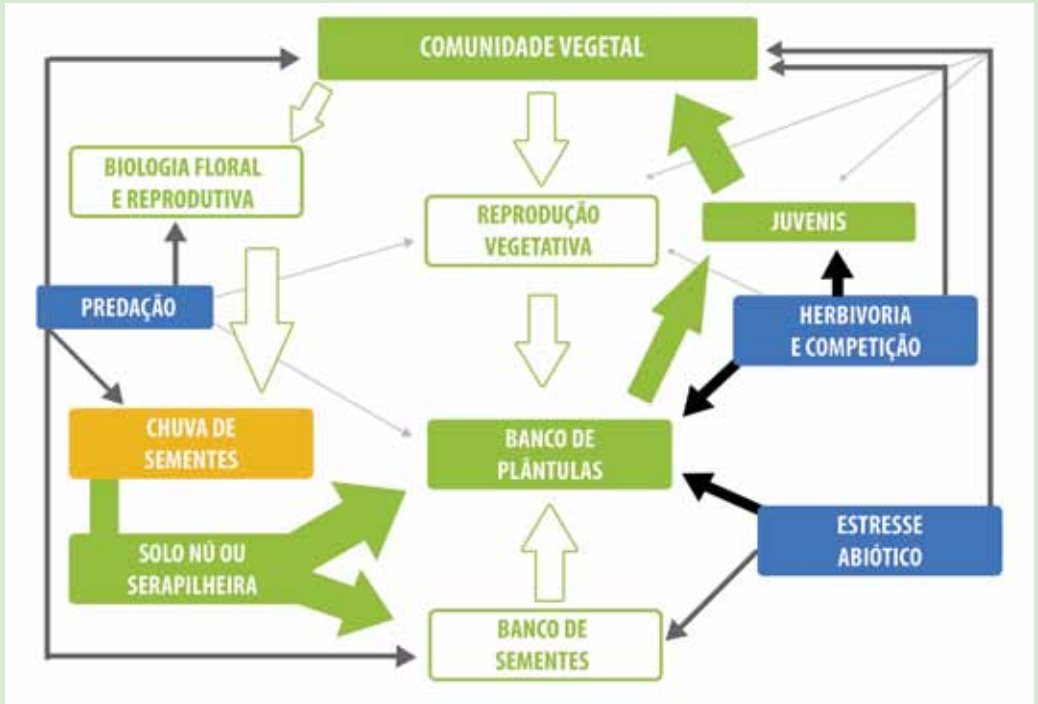 COMUNIDADE VEGETAL
BIOLOGIA FLORAL
E REPRODUTIVA
REPRODUÇÃO
VEGETATIVA
JUVENIS
PREDAÇÃO
HERBIVORIA
E COMPETIÇÃO
CHUVA DE
SEMENTES
BANCO DE
PLÂNTULAS
SOLO NÚ OU
SERAPILHEIRA
ESTRESSE
ABIÓTICO
BANCO DE
SEMENTES